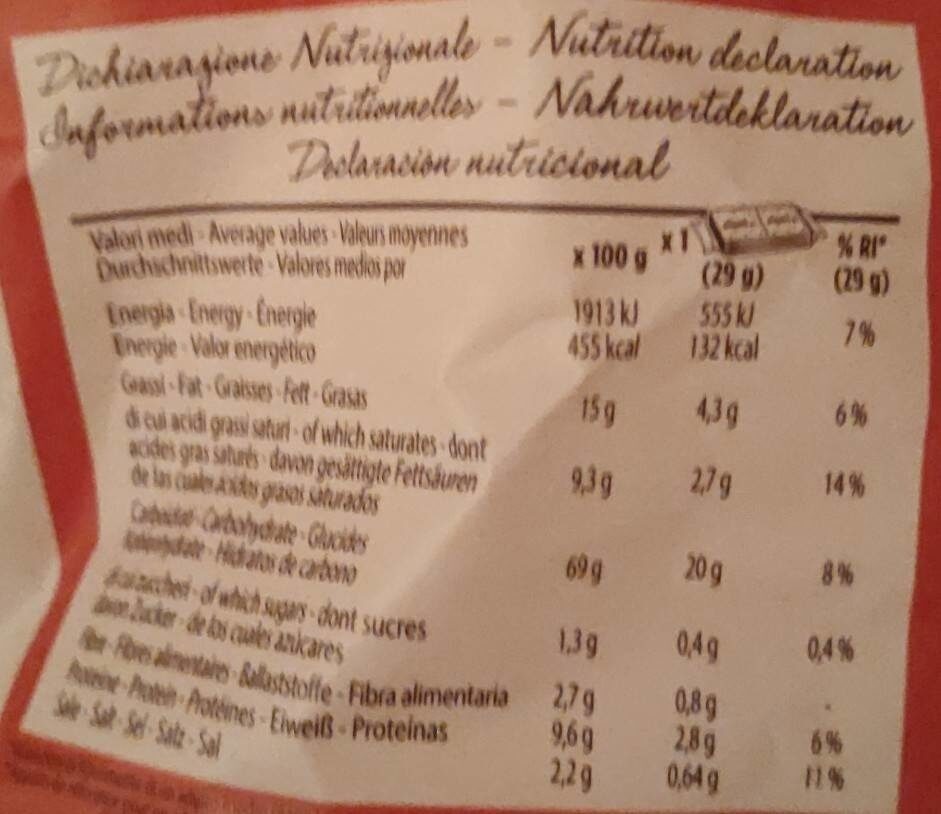 Dichiarazione Nutrizionale - Nutrition declaration
Informations nutritionnelles - Nahrwertdeklaration
Declaración nutricional
Valori medi - Average values - Valeurs moyennes
Durchschnittswerte - Valores medios por
x 100 g x 1 (29 g) % RI* (29 g)
Energia - Energy - Énergie
Energie - Valor energético
1913 kJ 555 kJ
455 kcal 132 kcal 7%
Grassi - Fat - Graisses - Fett - Grasas 15 g 4,3 g 6%
di cui acidi grassi saturi - of which saturates - dont
acides gras saturés - davon gesättigte Fettsäuren
de las cuales ácidos grasos saturados 9,3 g 2,7 g 14%
Carboidrati - Carbohydrate - Glucides
Kohlenhydrate - Hidratos de carbono 69 g 20 g 8%
di cui zuccheri - of which sugars - dont sucres
davon Zucker - de los cuales azúcares 1,3 g 0,4 g 0,4%
Fibre - Fibres alimentaires - Ballaststoffe - Fibra alimentaria 2,7 g 0,8 g -
Proteine - Protein - Protéines - Eiweiß - Proteínas 9,6 g 2,8 g 6%
Sale - Salt - Sel - Salz - Sal 2,2 g 0,64 g 11%